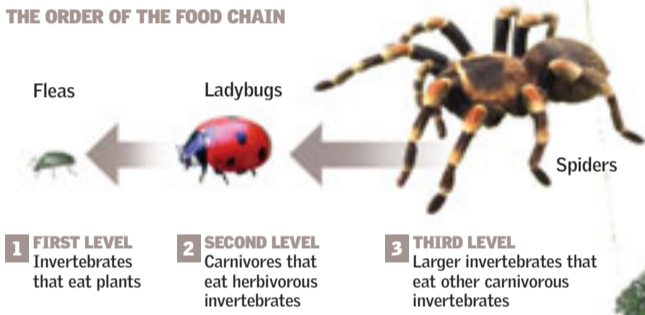 THE ORDER OF THE FOOD CHAIN
Fleas
Ladybugs
Spiders
1 FIRST LEVEL
Invertebrates
that eat plants
2 SECOND LEVEL
Carnivores that
eat herbivorous
invertebrates
3 THIRD LEVEL
Larger invertebrates that
eat other carnivorous
invertebrates